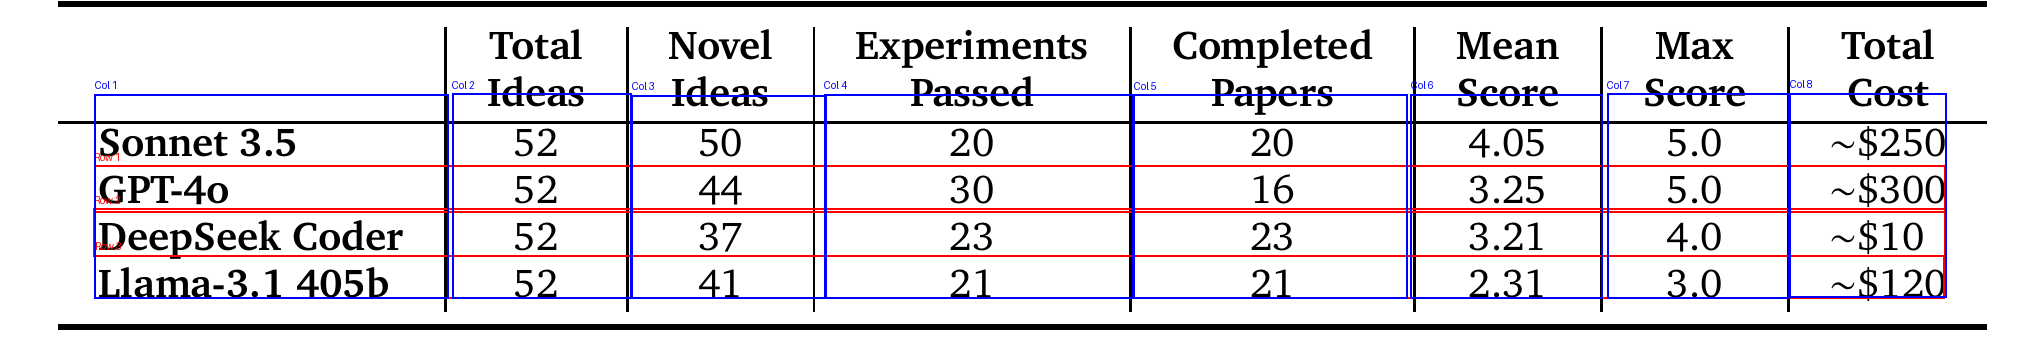 Total Novel Experiments Completed Mean Max Total
Ideas Ideas Passed Papers Score Score Cost
Col 1 Col 2 Col 3 Col 4 Col 5 Col 6 Col 7 Col 8
Sonnet 3.5 52 50 20 20 4.05 5.0 ~$250
Row 1
GPT-4o 52 44 30 16 3.25 5.0 ~$300
Row 2
DeepSeek Coder 52 37 23 23 3.21 4.0 ~$10
Row 3
Llama-3.1 405b 52 41 21 21 2.31 3.0 ~$120